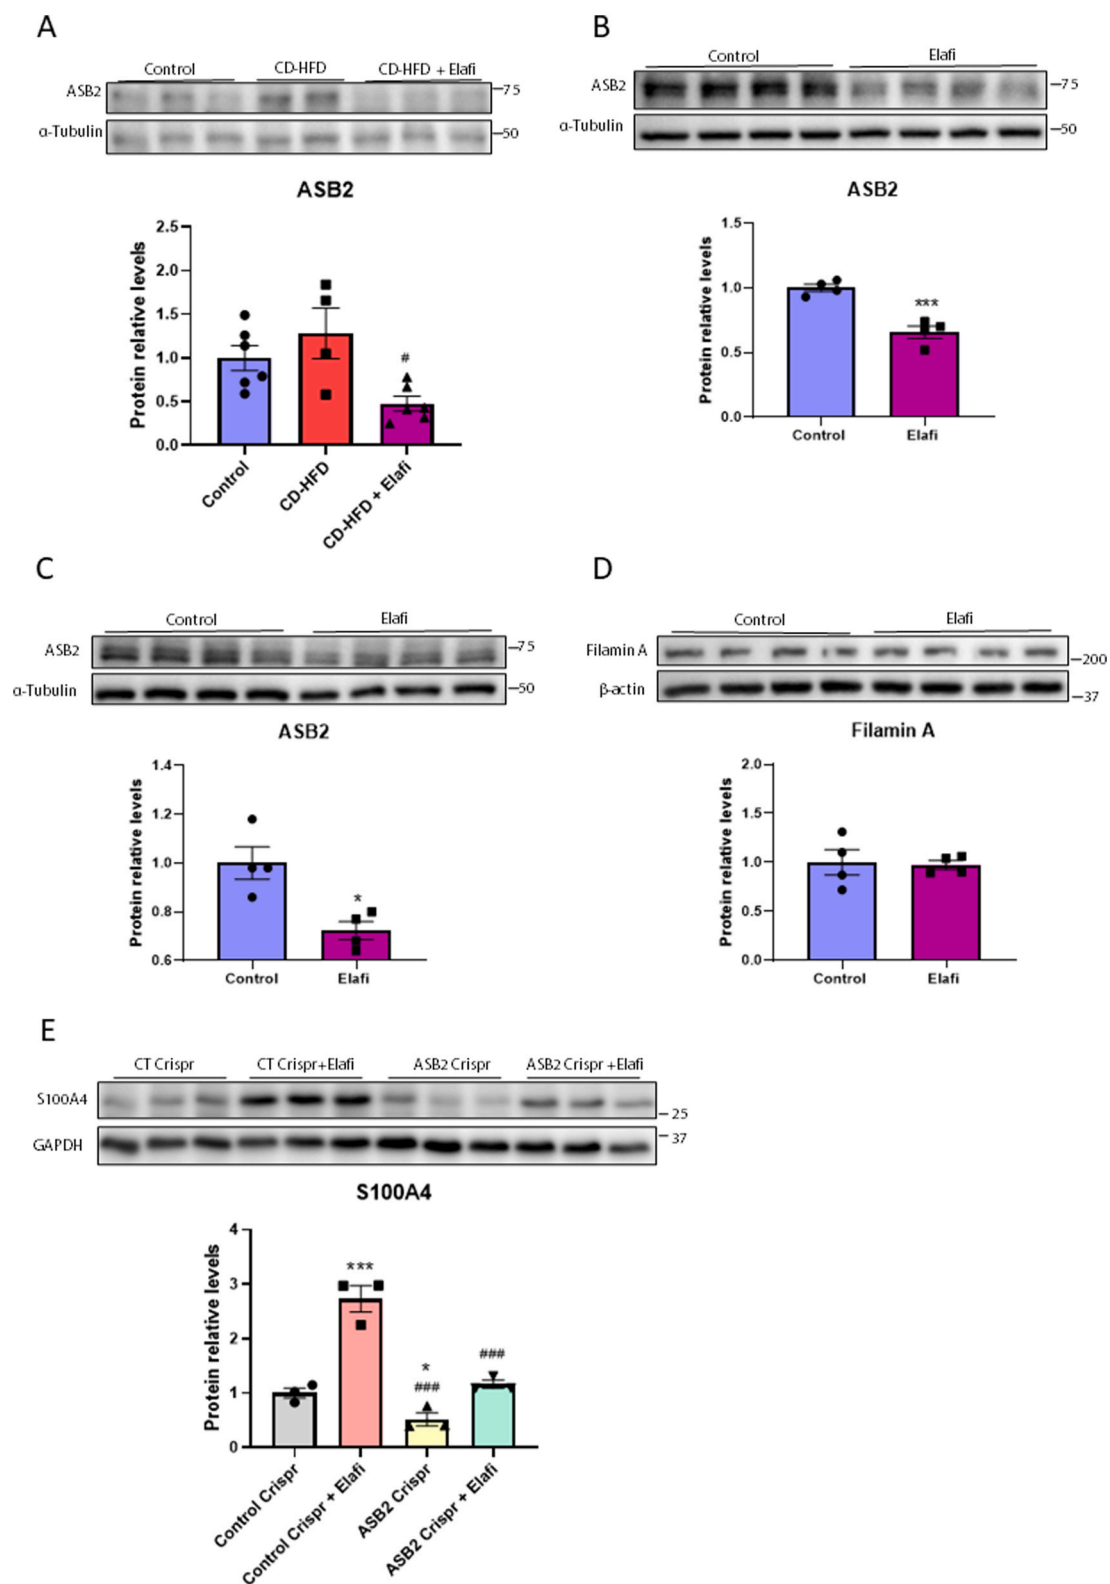 A
Control CD-HFD CD-HFD + Elafi
ASB2 75
α-Tubulin 50
ASB2
Protein relative levels
2.5
2.0
1.5
1.0
0.5
0.0
#
Control CD-HFD CD-HFD + Elafi
B
Control Elafi
ASB2 75
α-Tubulin 50
ASB2
Protein relative levels
1.5
1.0
0.5
0.0
***
Control Elafi
C
Control Elafi
ASB2 75
α-Tubulin 50
ASB2
Protein relative levels
1.4
1.2
1.0
0.8
0.6
*
Control Elafi
D
Control Elafi
Filamin A 200
β-actin 37
Filamin A
Protein relative levels
2.0
1.5
1.0
0.5
0.0
Control Elafi
E
CT Crispr CT Crispr+Elafi ASB2 Crispr ASB2 Crispr +Elafi
S100A4 25
GAPDH 37
S100A4
Protein relative levels
4
3
2
1
0
***
*
###
###
Control Crispr Control Crispr + Elafi ASB2 Crispr ASB2 Crispr + Elafi